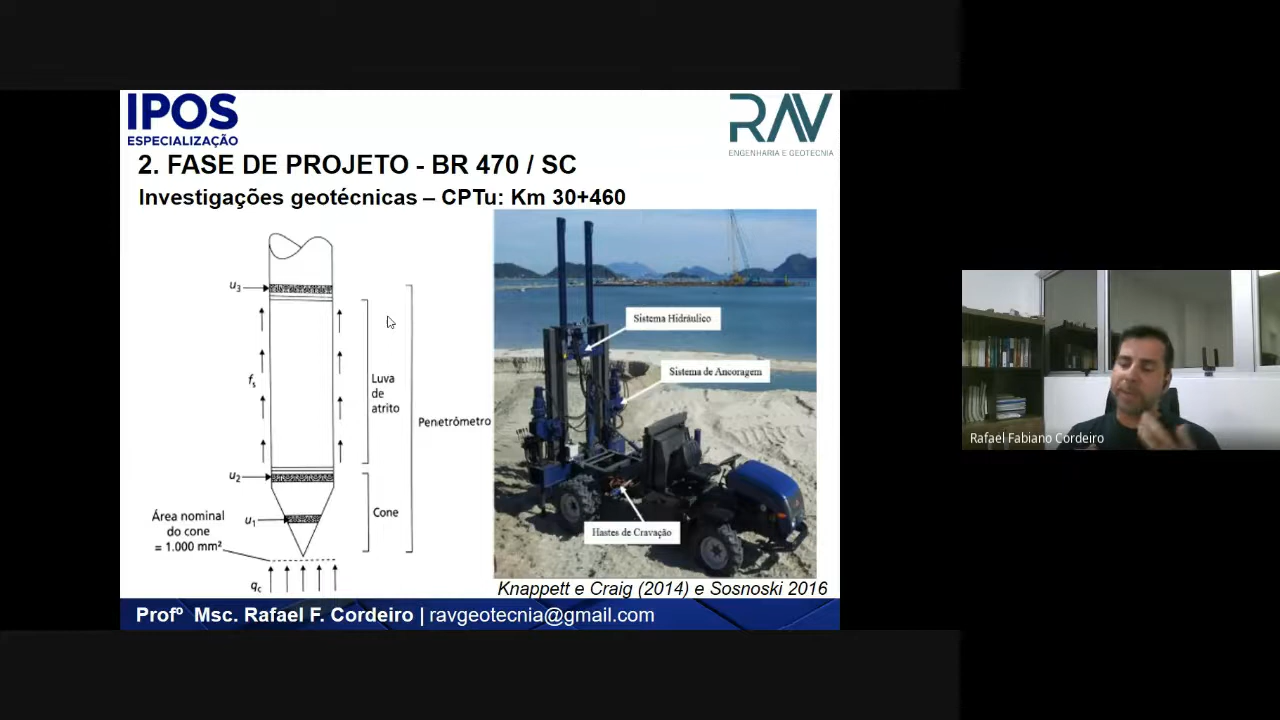 IPOS
ESPECIALIZAÇÃO
RAV
ENGENHARIA E GEOTECNIA
2. FASE DE PROJETO - BR 470 / SC
Investigações geotécnicas – CPTu: Km 30+460
u3
fs
Luva
de
atrito
Penetrômetro
u2
Cone
u1
Área nominal
do cone
= 1.000 mm²
qc
Sistema Hidráulico
Sistema de Ancoragem
Hastes de Cravação
Knappett e Craig (2014) e Sosnoski 2016
Profº Msc. Rafael F. Cordeiro | ravgeotecnia@gmail.com
Rafael Fabiano Cordeiro